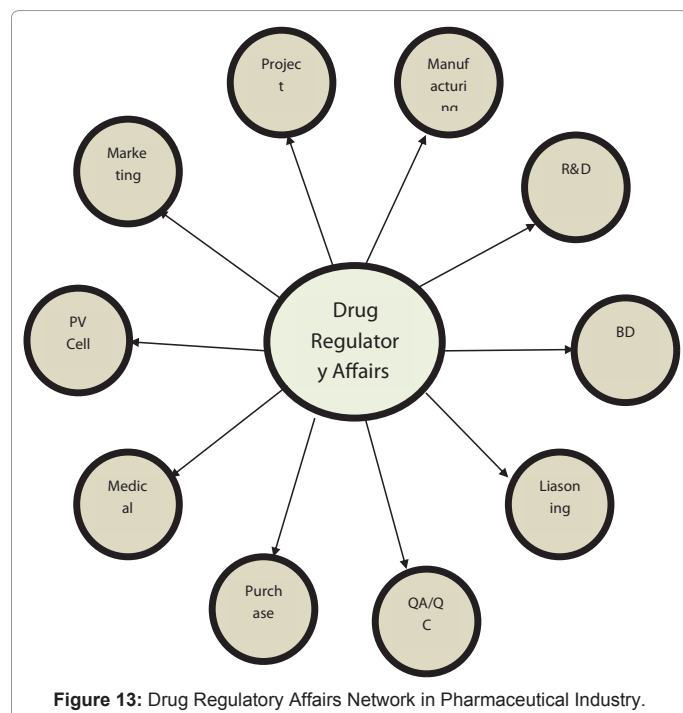 Projec
t
Manuf
acturi
ng
R&D
BD
Liason
ing
QA/Q
C
Purch
ase
Medic
al
PV
Cell
Marke
ting
Drug
Regulator
y Affairs
Figure 13: Drug Regulatory Affairs Network in Pharmaceutical Industry.